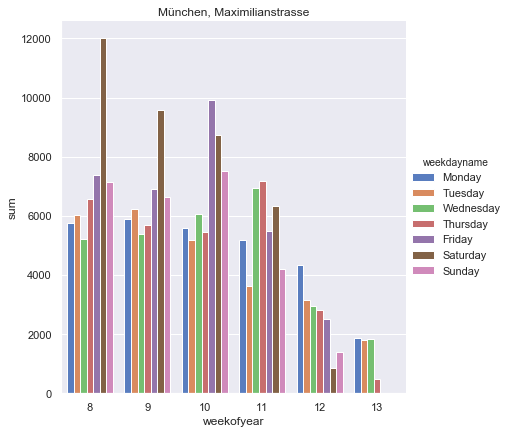 München, Maximilianstrasse
12000
10000
8000
6000
4000
2000
0
sum
8 9 10 11 12 13
weekofyear
weekdayname
Monday
Tuesday
Wednesday
Thursday
Friday
Saturday
Sunday